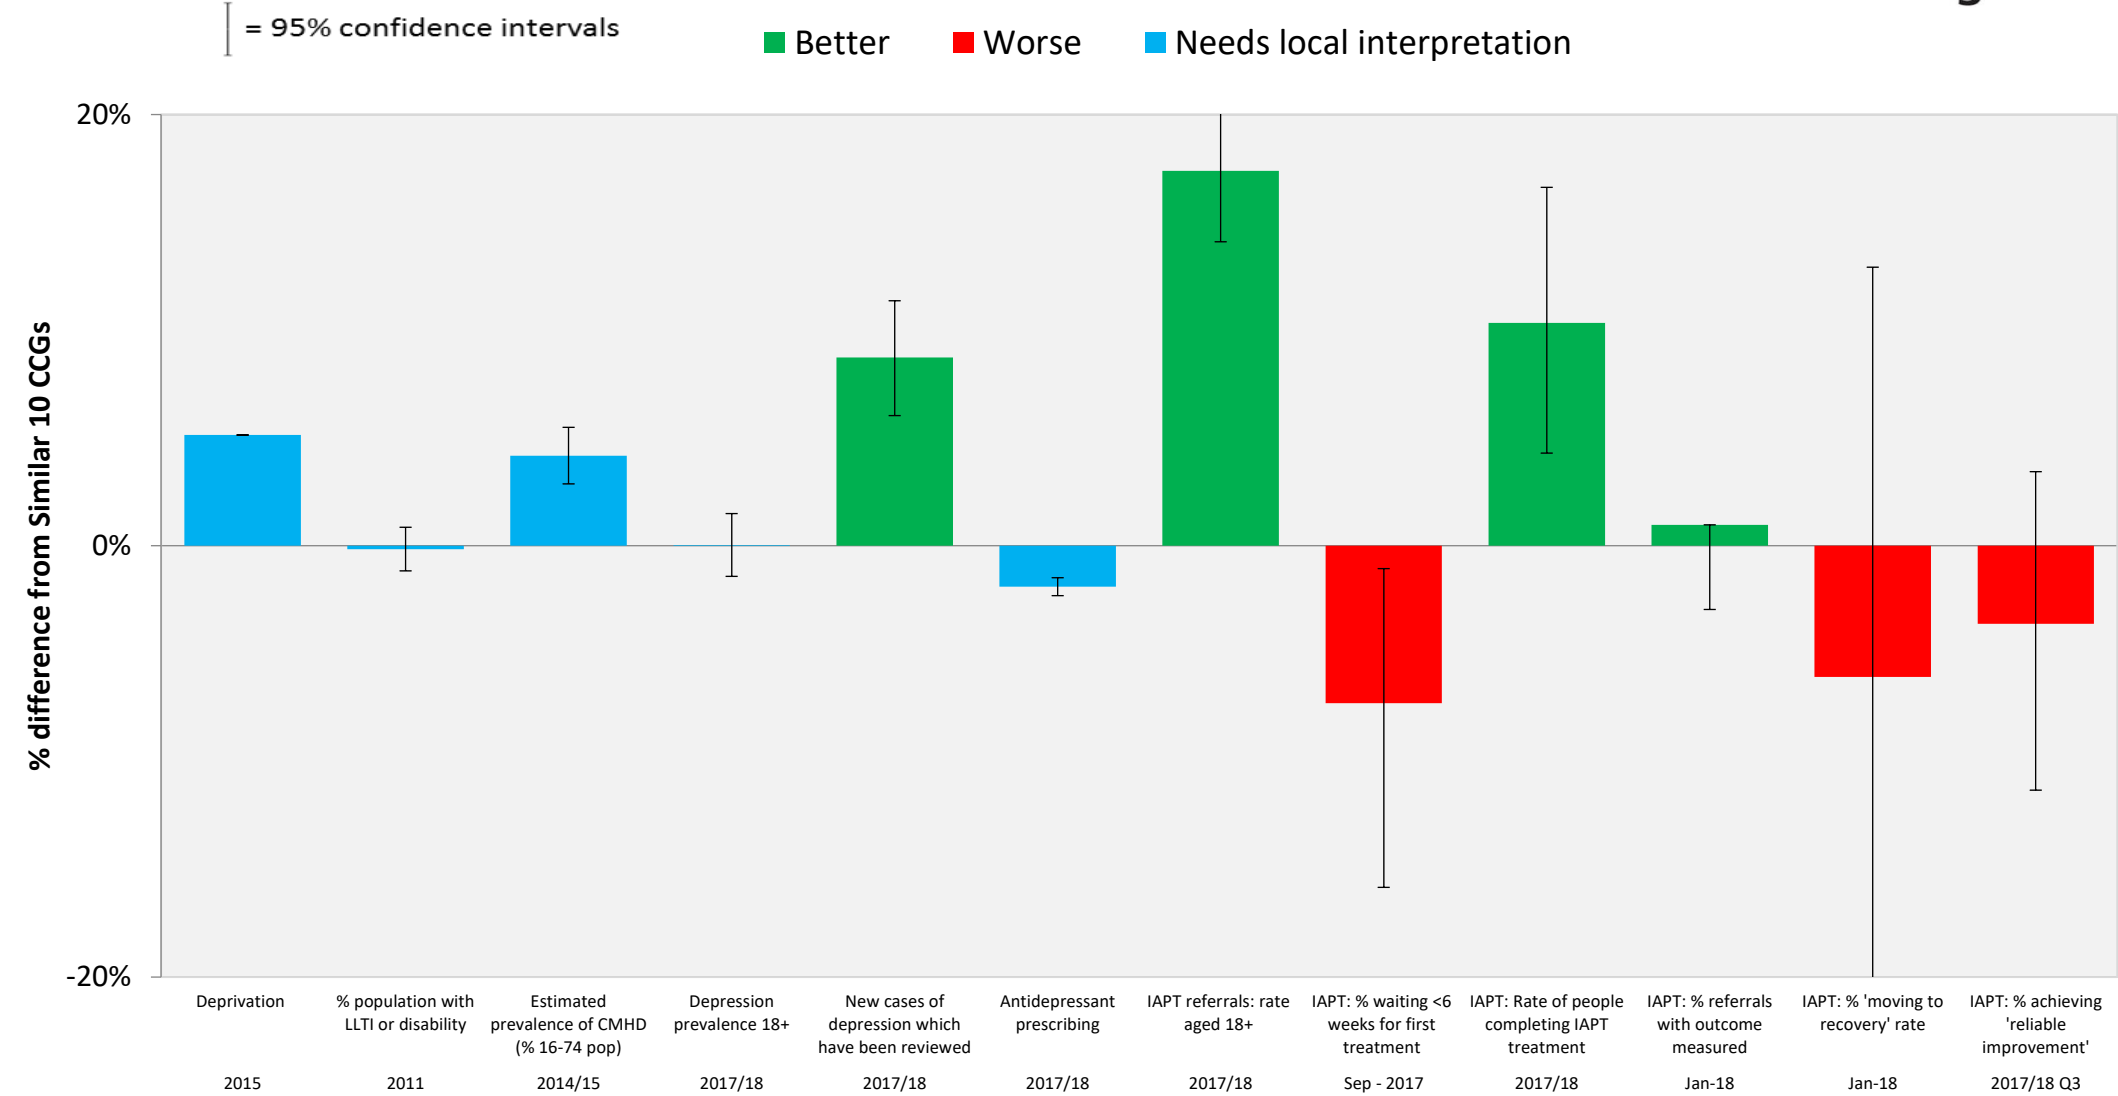 = 95% confidence intervals
Better Worse Needs local interpretation
20%
0%
-20%
% difference from Similar 10 CCGs
Deprivation
2015
% population with
LLTI or disability
2011
Estimated
prevalence of CMHD
(% 16-74 pop)
2014/15
Depression
prevalence 18+
2017/18
New cases of
depression which
have been reviewed
2017/18
Antidepressant
prescribing
2017/18
IAPT referrals: rate
aged 18+
2017/18
IAPT: % waiting <6
weeks for first
treatment
Sep - 2017
IAPT: Rate of people
completing IAPT
treatment
2017/18
IAPT: % referrals
with outcome
measured
Jan-18
IAPT: % 'moving to
recovery' rate
Jan-18
IAPT: % achieving
'reliable
improvement'
2017/18 Q3